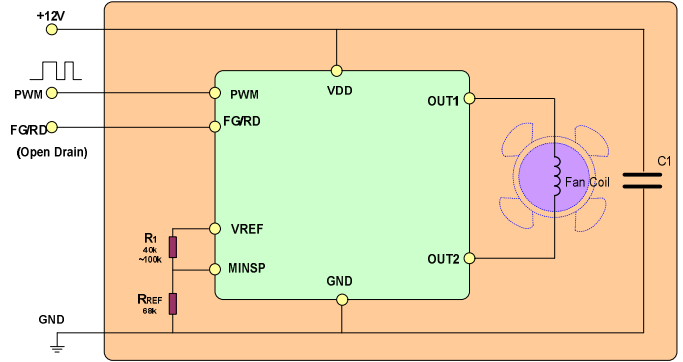 +12V
PWM
FG/RD
(Open Drain)
VDD
PWM
FG/RD
OUT1
Fan Coil
C1
VREF
R1
40k
~100k
MINSP
OUT2
GND
RREF
68k
GND